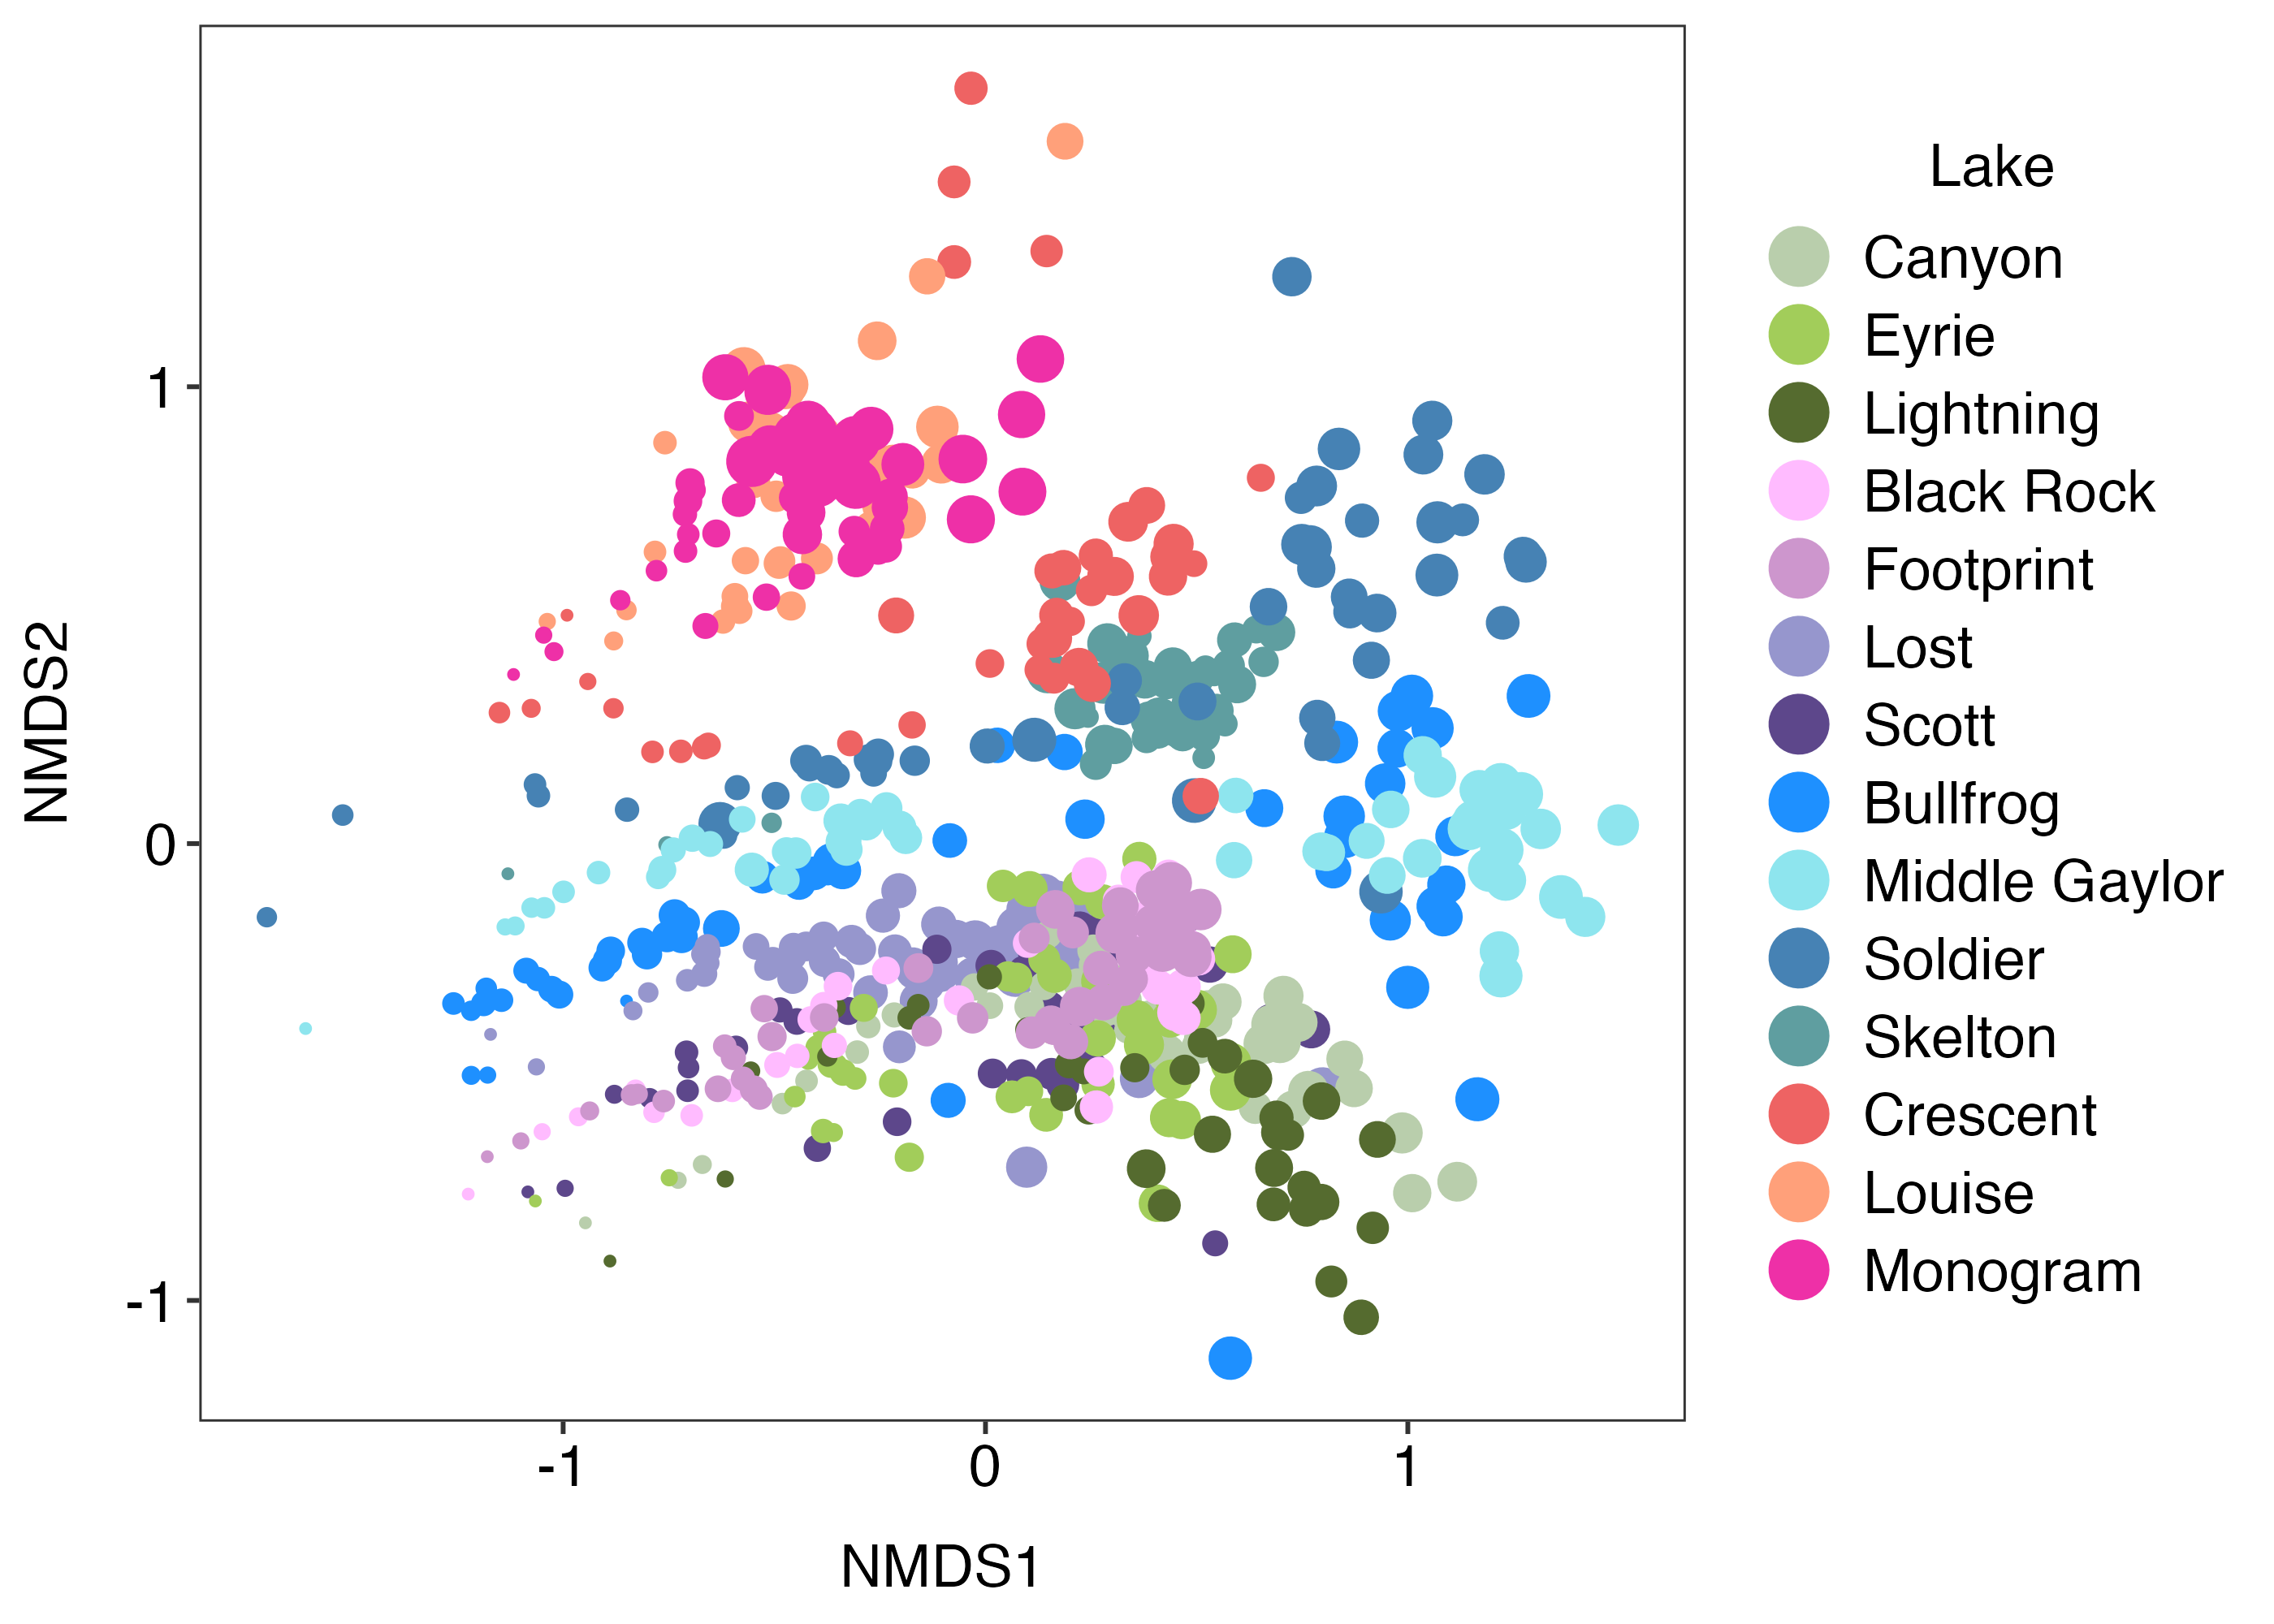 NMDS2
1
0
-1
-1
0
1
NMDS1
Lake
Canyon
Eyrie
Lightning
Black Rock
Footprint
Lost
Scott
Bullfrog
Middle Gaylor
Soldier
Skelton
Crescent
Louise
Monogram